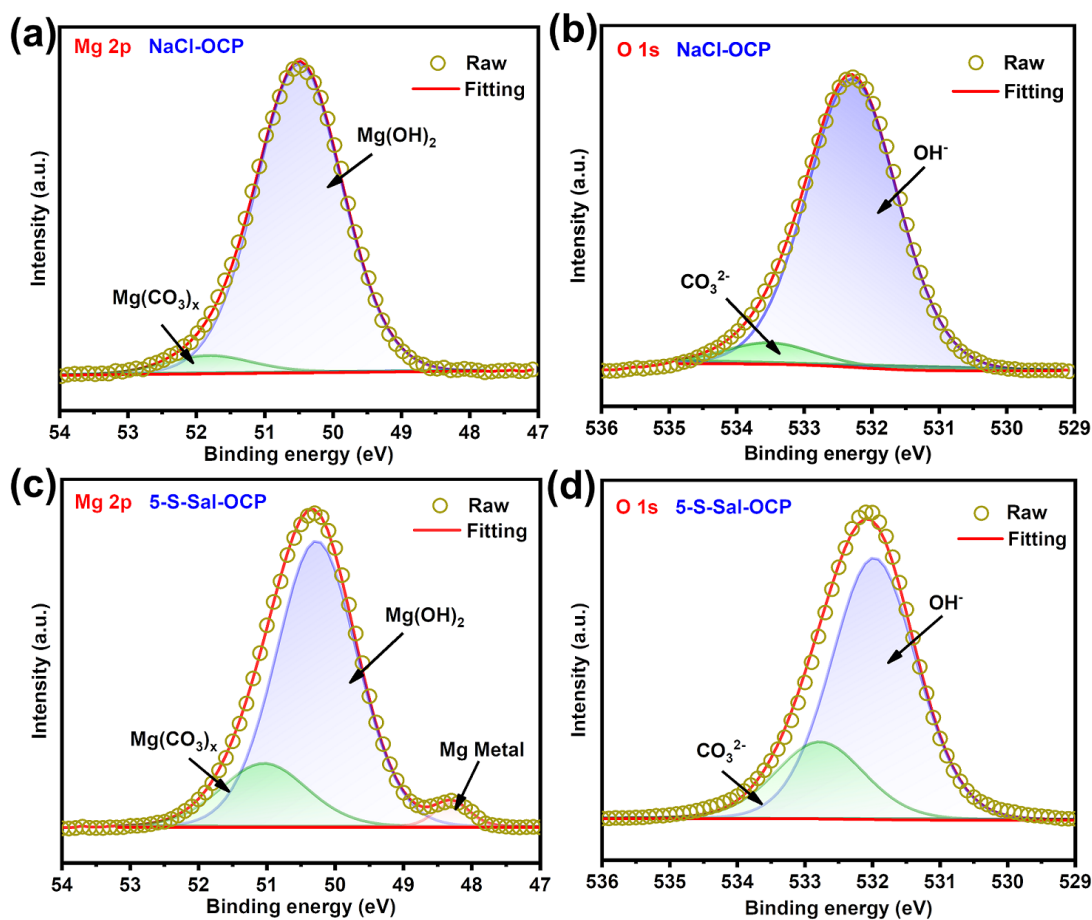 (a)
Mg 2p NaCl-OCP
Raw
Fitting
Mg(OH)₂
Mg(CO₃)ₓ
Intensity (a.u.)
54 53 52 51 50 49 48 47
Binding energy (eV)
(b)
O 1s NaCl-OCP
Raw
Fitting
OH⁻
CO₃²⁻
Intensity (a.u.)
536 535 534 533 532 531 530 529
Binding energy (eV)
(c)
Mg 2p 5-S-Sal-OCP
Raw
Fitting
Mg(OH)₂
Mg(CO₃)ₓ
Mg Metal
Intensity (a.u.)
54 53 52 51 50 49 48 47
Binding energy (eV)
(d)
O 1s 5-S-Sal-OCP
Raw
Fitting
OH⁻
CO₃²⁻
Intensity (a.u.)
536 535 534 533 532 531 530 529
Binding energy (eV)